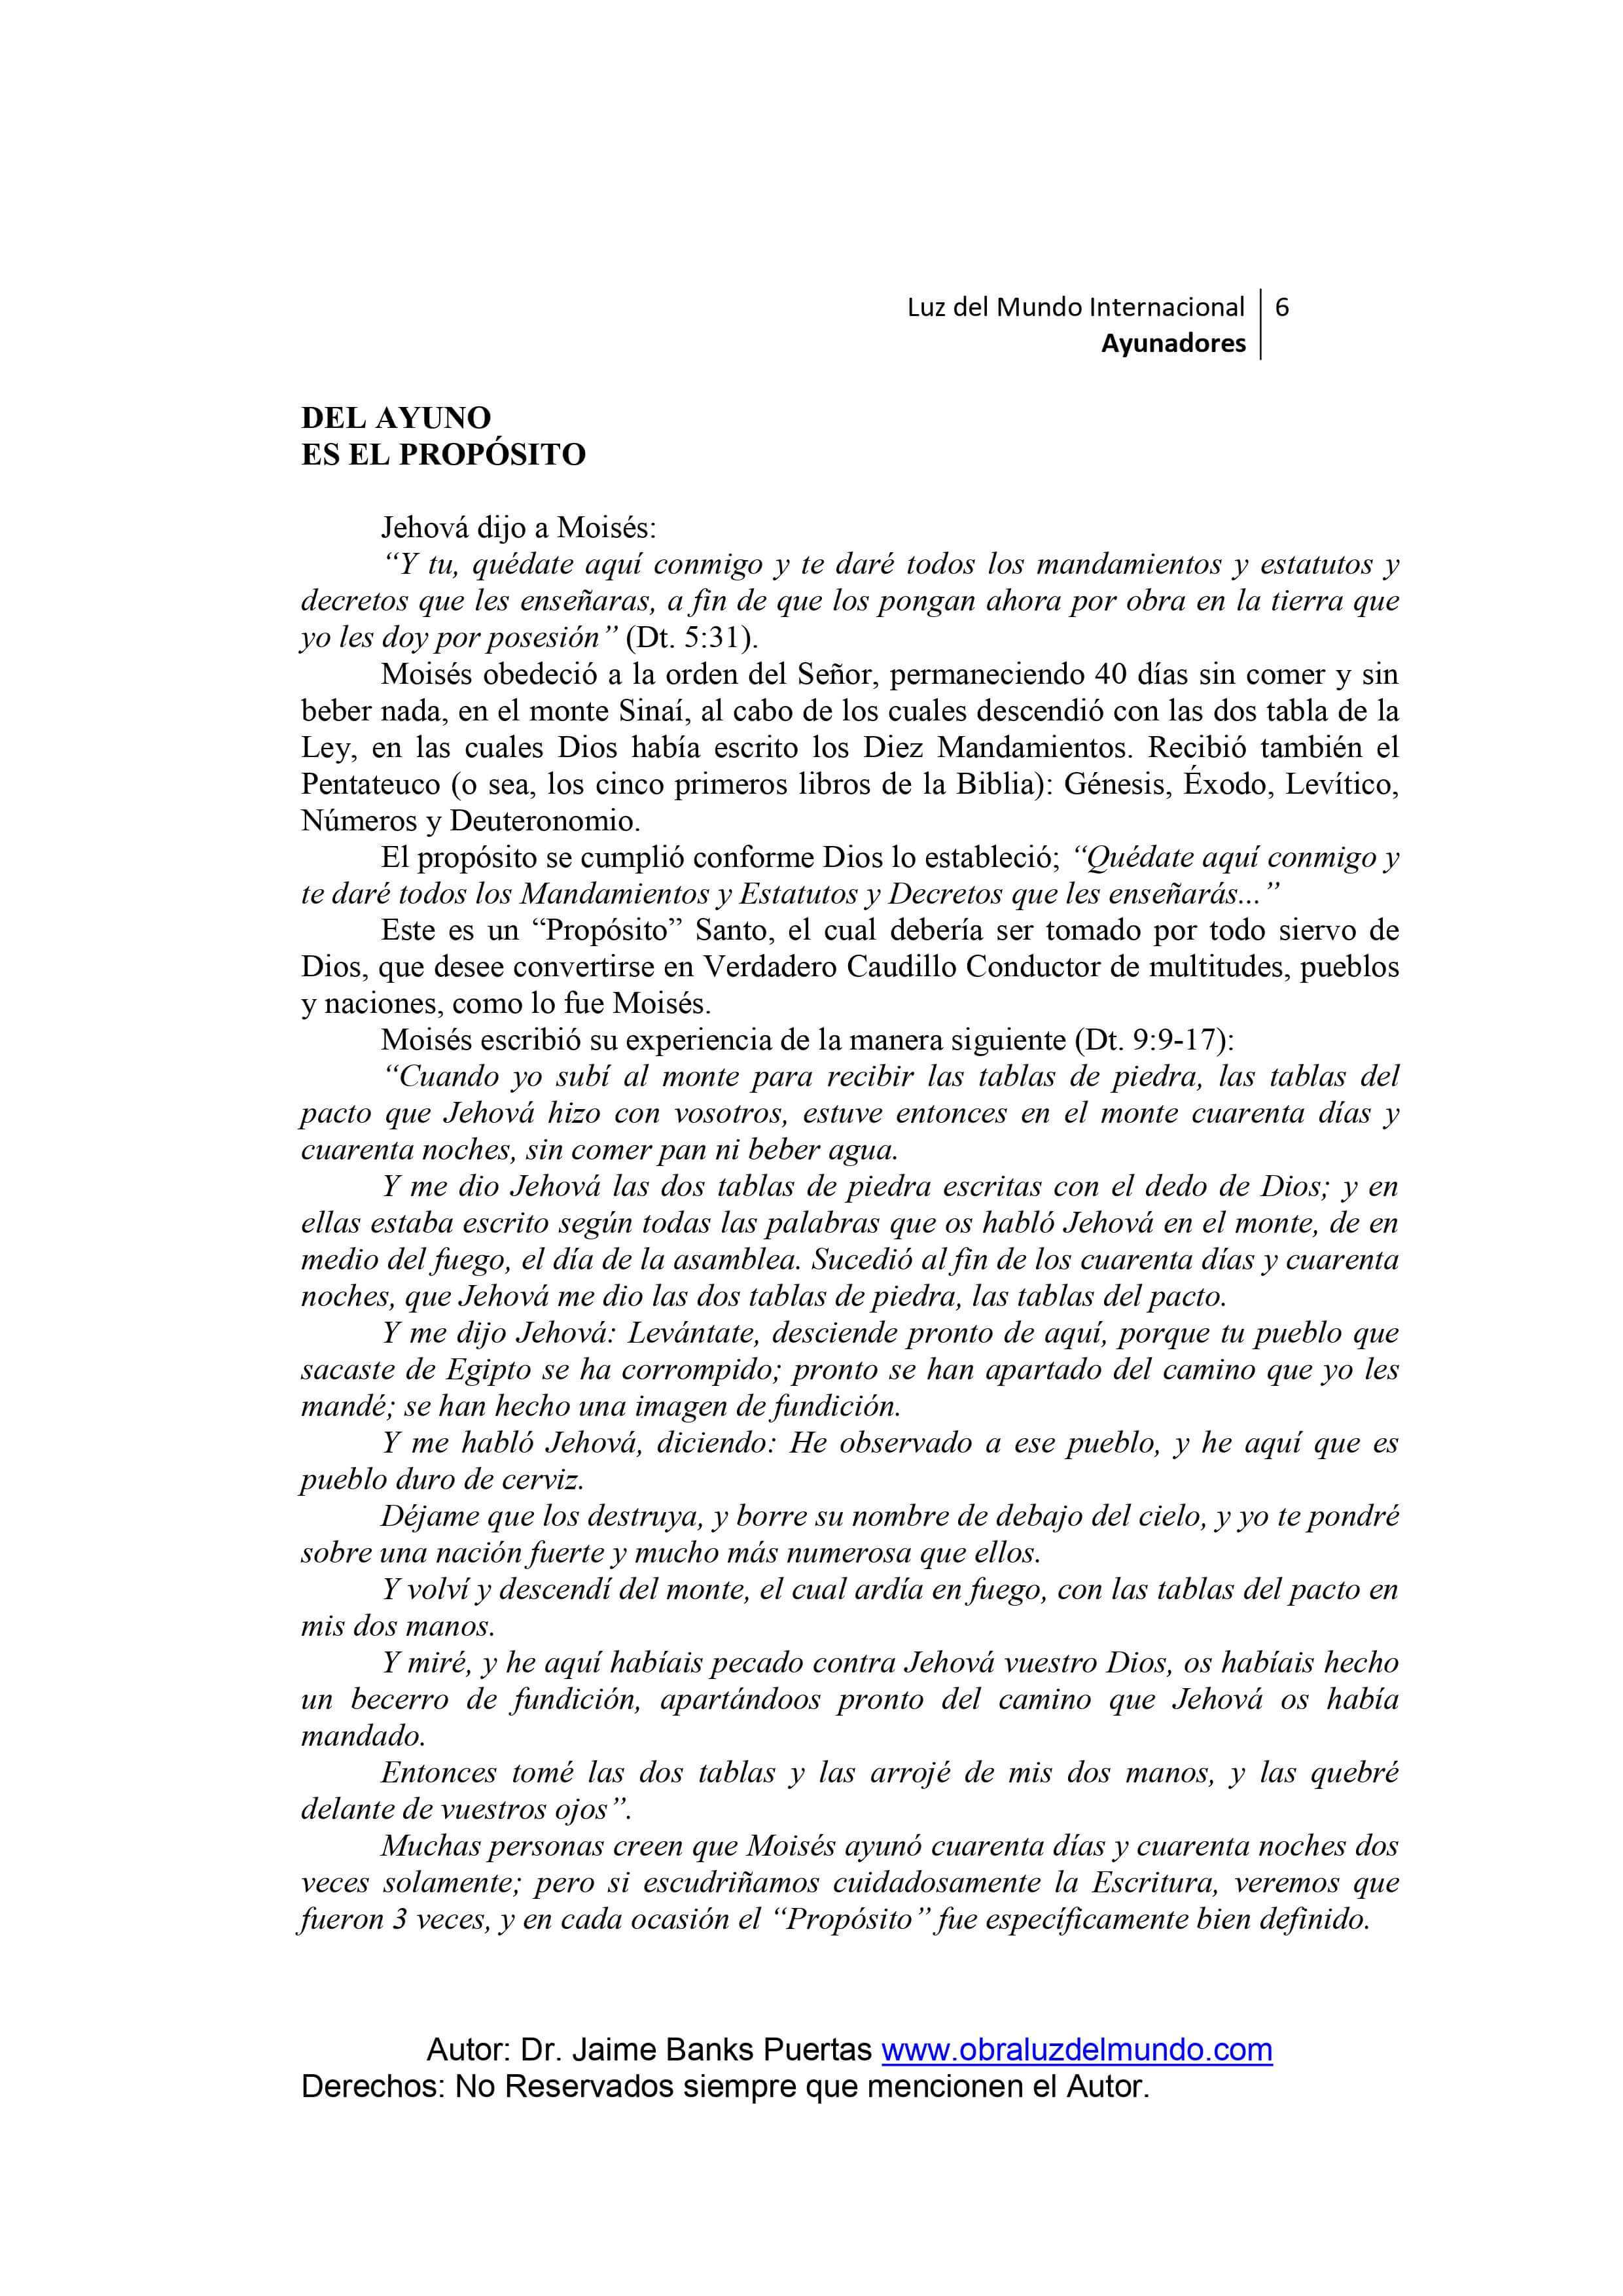 Luz del Mundo Internacional 6
Ayunadores
DEL AYUNO
ES EL PROPÓSITO
Jehová dijo a Moisés:
“Y tu, quédate aquí conmigo y te daré todos los mandamientos y estatutos y
decretos que les enseñaras, a fin de que los pongan ahora por obra en la tierra que
yo les doy por posesión” (Dt. 5:31).
Moisés obedeció a la orden del Señor, permaneciendo 40 días sin comer y sin
beber nada, en el monte Sinaí, al cabo de los cuales descendió con las dos tabla de la
Ley, en las cuales Dios había escrito los Diez Mandamientos. Recibió también el
Pentateuco (o sea, los cinco primeros libros de la Biblia): Génesis, Éxodo, Levítico,
Números y Deuteronomio.
El propósito se cumplió conforme Dios lo estableció; “Quédate aquí conmigo y
te daré todos los Mandamientos y Estatutos y Decretos que les enseñarás...”
Este es un “Propósito” Santo, el cual debería ser tomado por todo siervo de
Dios, que desee convertirse en Verdadero Caudillo Conductor de multitudes, pueblos
y naciones, como lo fue Moisés.
Moisés escribió su experiencia de la manera siguiente (Dt. 9:9-17):
“Cuando yo subí al monte para recibir las tablas de piedra, las tablas del
pacto que Jehová hizo con vosotros, estuve entonces en el monte cuarenta días y
cuarenta noches, sin comer pan ni beber agua.
Y me dio Jehová las dos tablas de piedra escritas con el dedo de Dios; y en
ellas estaba escrito según todas las palabras que os habló Jehová en el monte, de en
medio del fuego, el día de la asamblea. Sucedió al fin de los cuarenta días y cuarenta
noches, que Jehová me dio las dos tablas de piedra, las tablas del pacto.
Y me dijo Jehová: Levántate, desciende pronto de aquí, porque tu pueblo que
sacaste de Egipto se ha corrompido; pronto se han apartado del camino que yo les
mandé; se han hecho una imagen de fundición.
Y me habló Jehová, diciendo: He observado a ese pueblo, y he aquí que es
pueblo duro de cerviz.
Déjame que los destruya, y borre su nombre de debajo del cielo, y yo te pondré
sobre una nación fuerte y mucho más numerosa que ellos.
Y volví y descendí del monte, el cual ardía en fuego, con las tablas del pacto en
mis dos manos.
Y miré, y he aquí habíais pecado contra Jehová vuestro Dios, os habíais hecho
un becerro de fundición, apartándoos pronto del camino que Jehová os había
mandado.
Entonces tomé las dos tablas y las arrojé de mis dos manos, y las quebré
delante de vuestros ojos”.
Muchas personas creen que Moisés ayunó cuarenta días y cuarenta noches dos
veces solamente; pero si escudriñamos cuidadosamente la Escritura, veremos que
fueron 3 veces, y en cada ocasión el “Propósito” fue específicamente bien definido.
Autor: Dr. Jaime Banks Puertas www.obraluzdelmundo.com
Derechos: No Reservados siempre que mencionen el Autor.